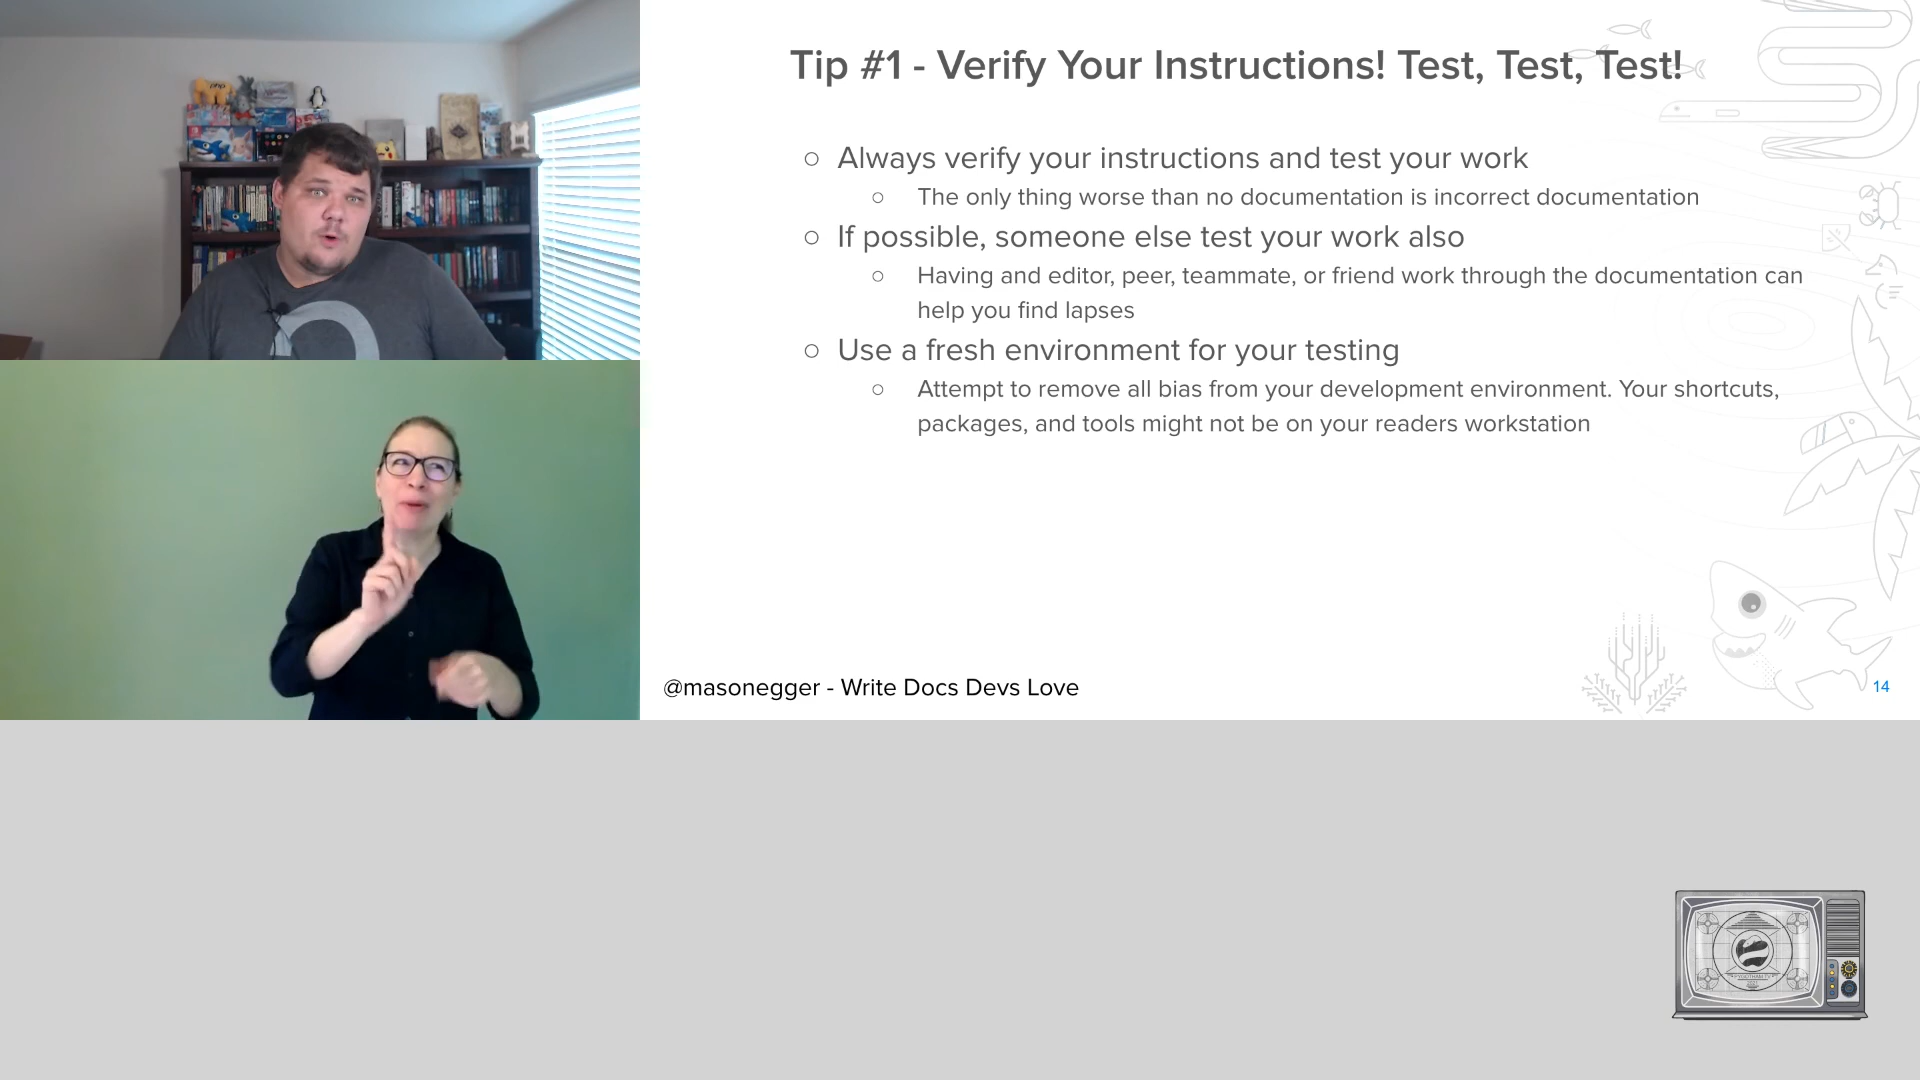 Tip #1 - Verify Your Instructions! Test, Test, Test!
○ Always verify your instructions and test your work
○ The only thing worse than no documentation is incorrect documentation
○ If possible, someone else test your work also
○ Having and editor, peer, teammate, or friend work through the documentation can
help you find lapses
○ Use a fresh environment for your testing
○ Attempt to remove all bias from your development environment. Your shortcuts,
packages, and tools might not be on your readers workstation
@masonegger - Write Docs Devs Love
14